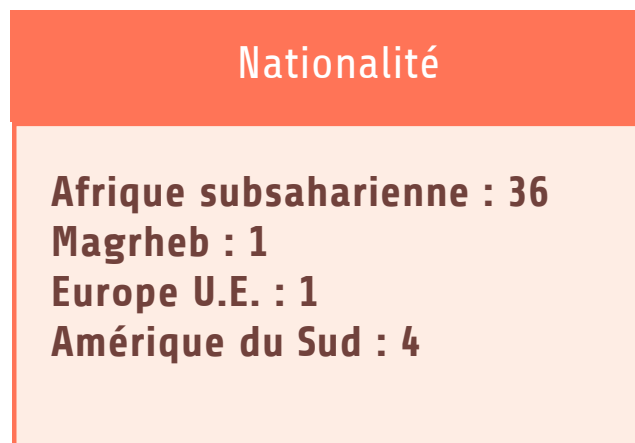 Nationalité
Afrique subsaharienne : 36
Magrheb : 1
Europe U.E. : 1
Amérique du Sud : 4